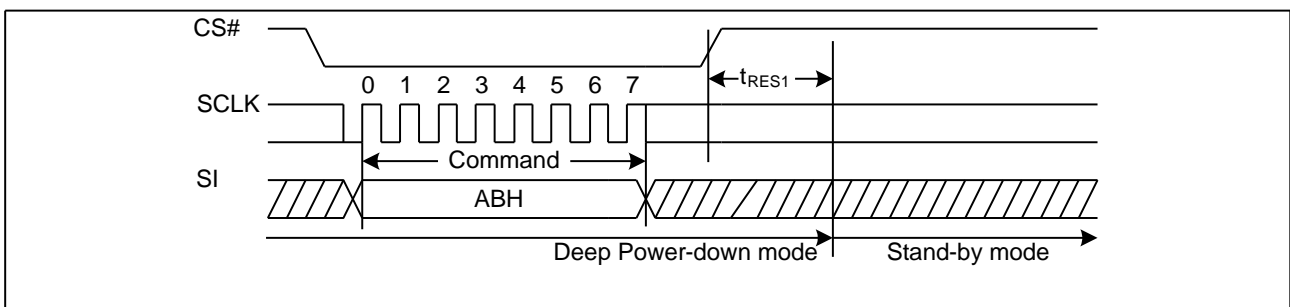 CS#
tRES1
0 1 2 3 4 5 6 7
SCLK
Command
SI
ABH
Deep Power-down mode Stand-by mode